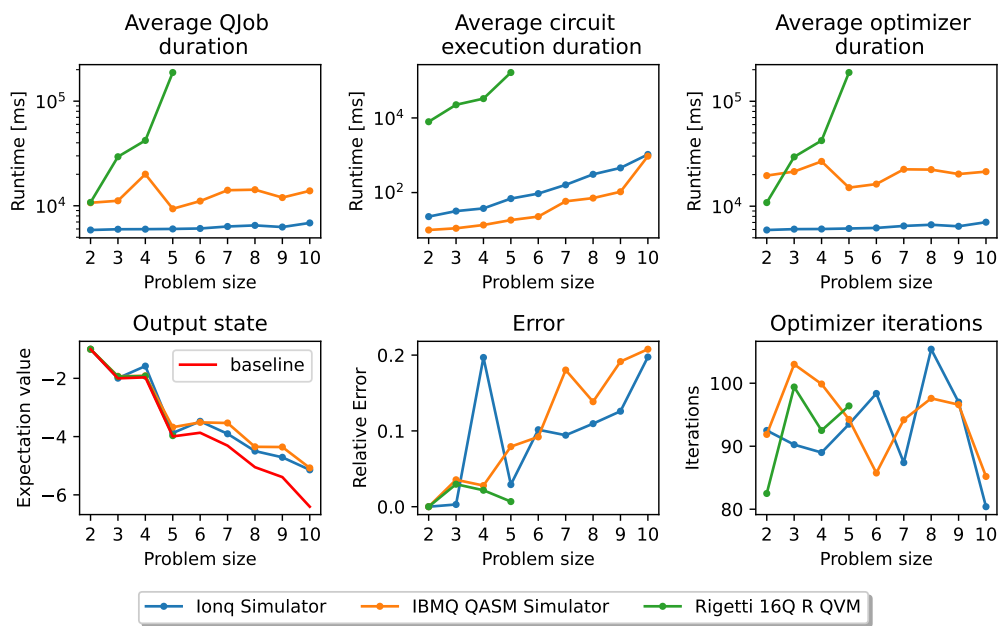 Average QJob
duration
Average circuit
execution duration
Average optimizer
duration
Runtime [ms]
10^5
10^4
2 3 4 5 6 7 8 9 10
Problem size
Runtime [ms]
10^4
10^2
2 3 4 5 6 7 8 9 10
Problem size
Runtime [ms]
10^5
10^4
2 3 4 5 6 7 8 9 10
Problem size
Output state
Error
Optimizer iterations
Expectation value
−2
−4
−6
baseline
2 3 4 5 6 7 8 9 10
Problem size
Relative Error
0.2
0.1
0.0
2 3 4 5 6 7 8 9 10
Problem size
Iterations
100
90
80
2 3 4 5 6 7 8 9 10
Problem size
Ionq Simulator
IBMQ QASM Simulator
Rigetti 16Q R QVM